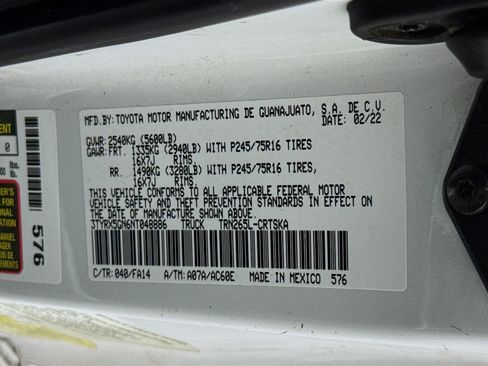 MFD.BY:TOYOTA MOTOR MANUFACTURING DE GUANAJUATO, S.A. DE C.V.
02/22
GVWR:2540KG (5600LB)
GAWR:FRT. 1335KG (2940LB) WITH P245/75R16 TIRES
16X7J RIMS
RR. 1490KG (3280LB) WITH P245/75R16 TIRES,
16X7J RIMS
THIS VEHICLE CONFORMS TO ALL APPLICABLE FEDERAL MOTOR
VEHICLE SAFETY AND THEFT PREVENTION STANDARDS IN EFFECT ON
THE DATE OF MANUFACTURE SHOWN ABOVE.
3TYRX5GN6NT048886 TRUCK TRN265L-CRTSKA
C/TR:040/FA14 A/TM:A07A/AC60E MADE IN MEXICO 576
0
lbs.
576